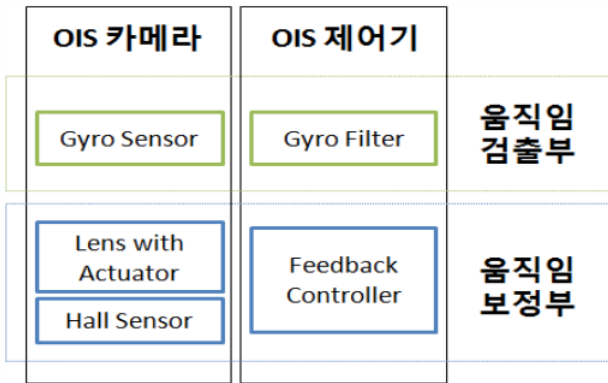 OIS 카메라
OIS 제어기
Gyro Sensor
Gyro Filter
움직임
검출부
Lens with
Actuator
Hall Sensor
Feedback
Controller
움직임
보정부